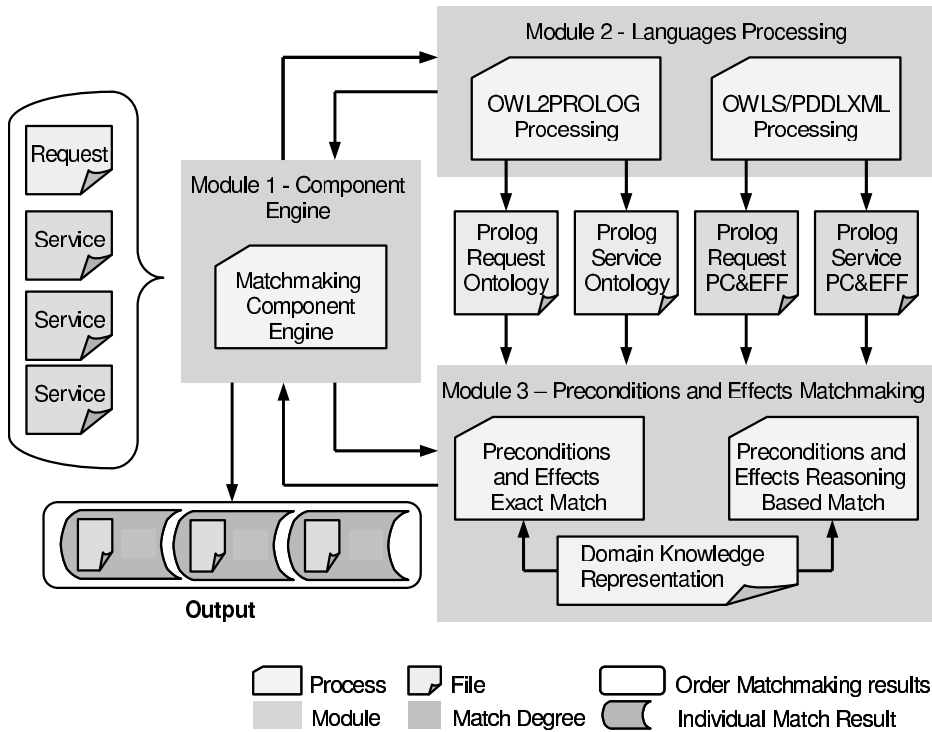 Module 2 - Languages Processing
OWL2PROLOG
Processing
OWLS/PDDLXML
Processing
Request
Service
Service
Service
Module 1 - Component
Engine
Matchmaking
Component
Engine
Prolog
Request
Ontology
Prolog
Service
Ontology
Prolog
Request
PC&EFF
Prolog
Service
PC&EFF
Module 3 – Preconditions and Effects Matchmaking
Preconditions
and Effects
Exact Match
Preconditions and
Effects Reasoning
Based Match
Domain Knowledge
Representation
Output
Process
File
Order Matchmaking results
Module
Match Degree
Individual Match Result